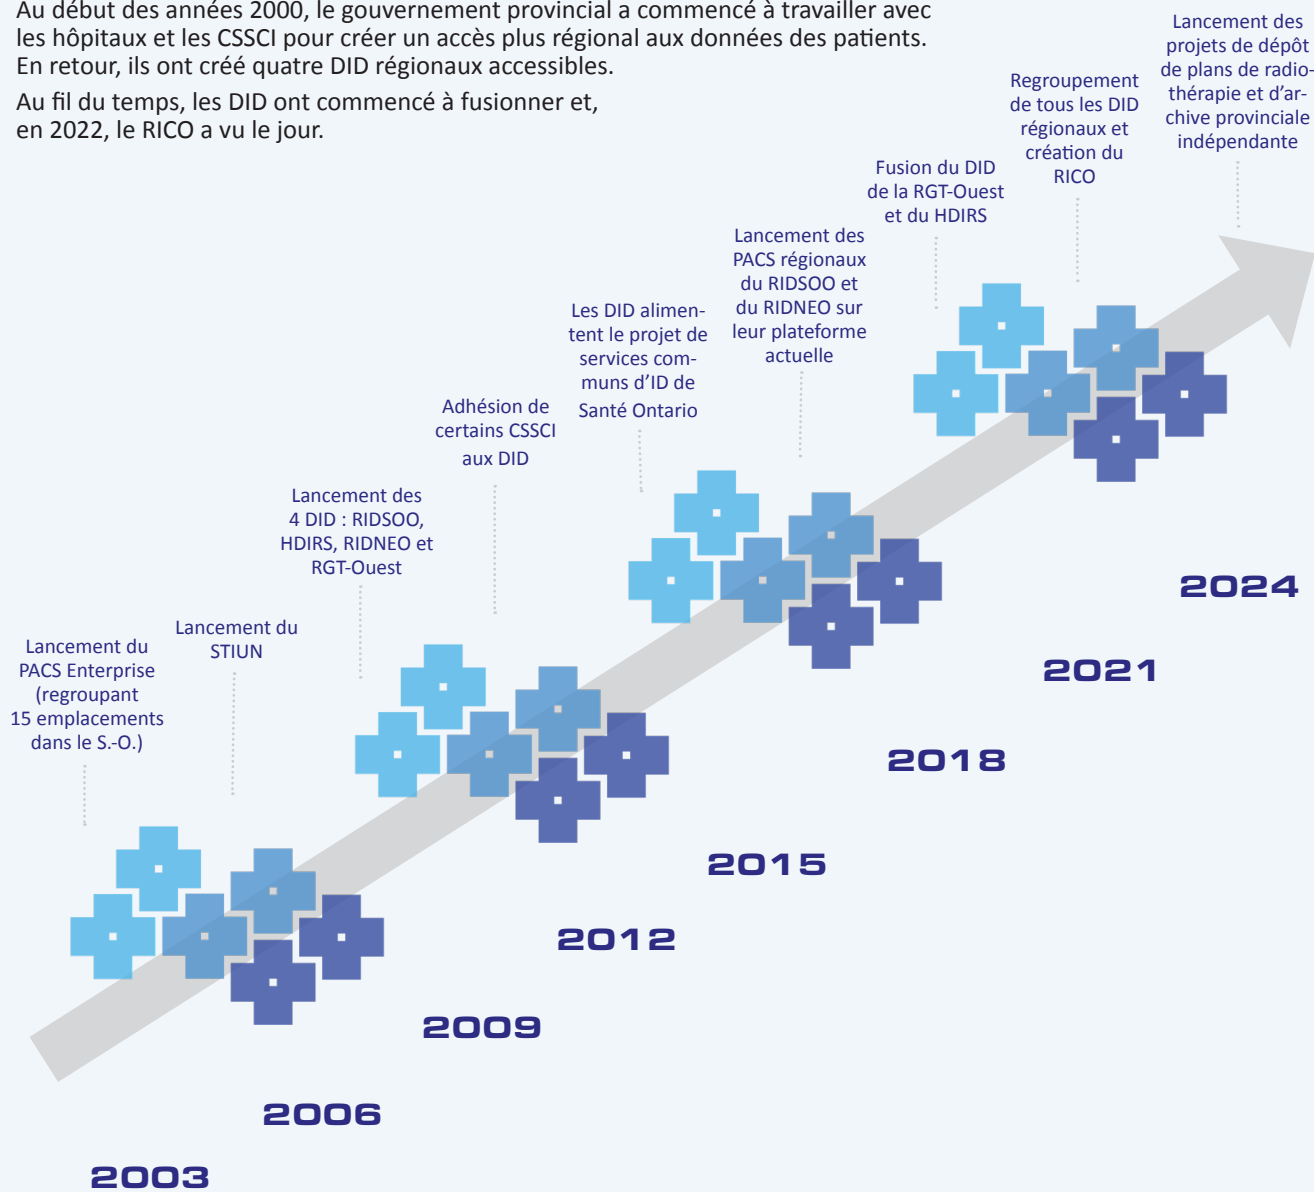 Au début des années 2000, le gouvernement provincial a commencé à travailler avec
les hôpitaux et les CSSCI pour créer un accès plus régional aux données des patients.
En retour, ils ont créé quatre DID régionaux accessibles.
Au fil du temps, les DID ont commencé à fusionner et,
en 2022, le RICO a vu le jour.
Lancement du
PACS Enterprise
(regroupant
15 emplacements
dans le S.-O.)
Lancement du
STIUN
Lancement des
4 DID : RIDSOO,
HDIRS, RIDNEO et
RGT-Ouest
Adhésion de
certains CSSCI
aux DID
Les DID alimen-
tent le projet de
services com-
muns d’ID de
Santé Ontario
Lancement des
PACS régionaux
du RIDSOO et
du RIDNEO sur
leur plateforme
actuelle
Fusion du DID
de la RGT-Ouest
et du HDIRS
Regroupement
de tous les DID
régionaux et
création du
RICO
Lancement des
projets de dépôt
de plans de radio-
thérapie et d’ar-
chive provinciale
indépendante
2003
2006
2009
2012
2015
2018
2021
2024